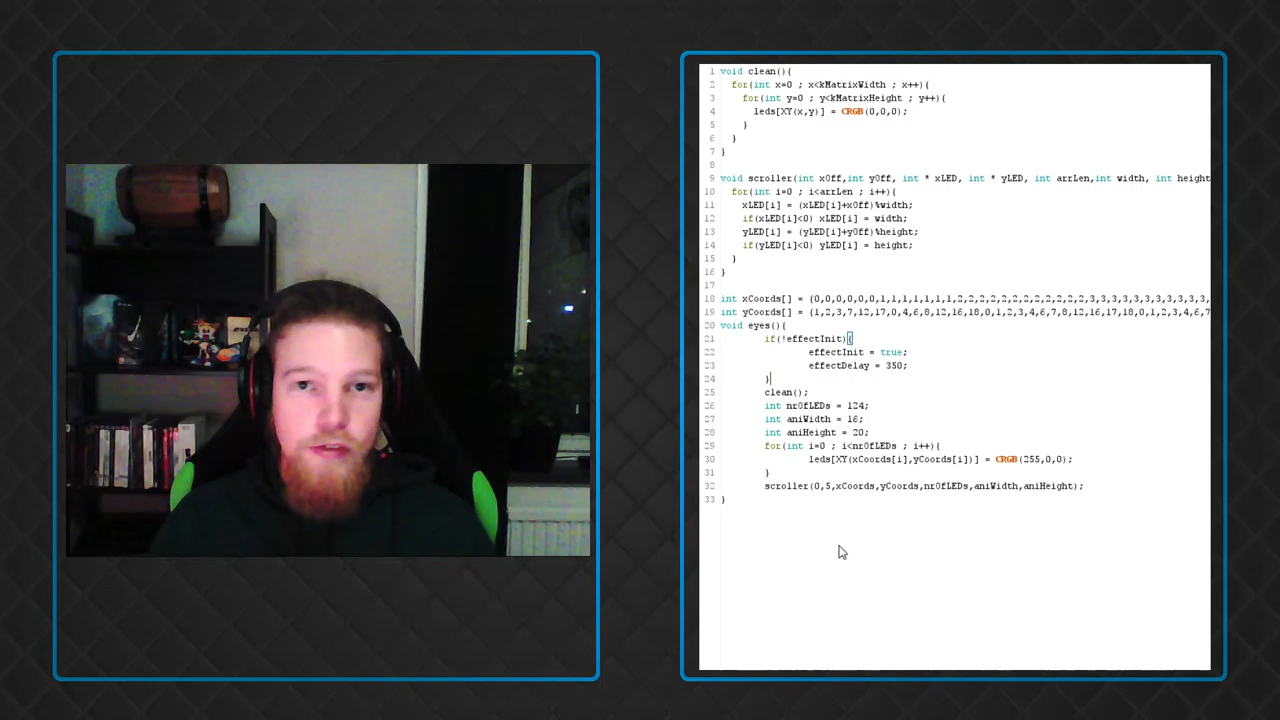 1 void clean(){
2 for(int x=0 ; x<kMatrixWidth ; x++){
3 for(int y=0 ; y<kMatrixHeight ; y++){
4 leds[XY(x,y)] = CRGB(0,0,0);
5 }
6 }
7 }
8
9 void scroller(int xOff,int yOff, int * xLED, int * yLED, int arrLen,int width, int height
10 for(int i=0 ; i<arrLen ; i++){
11 xLED[i] = (xLED[i]+xOff)%width;
12 if(xLED[i]<0) xLED[i] = width;
13 yLED[i] = (yLED[i]+yOff)%height;
14 if(yLED[i]<0) yLED[i] = height;
15 }
16 }
17
18 int xCoords[] = {0,0,0,0,0,0,1,1,1,1,1,1,1,2,2,2,2,2,2,2,2,2,2,2,2,3,3,3,3,3,3,3,3,3,3,3,
19 int yCoords[] = {1,2,3,7,12,17,0,4,6,8,12,16,18,0,1,2,3,4,6,7,8,12,16,17,18,0,1,2,3,4,6,7
20 void eyes(){
21 if(!effectInit){
22 effectInit = true;
23 effectDelay = 350;
24 }
25 clean();
26 int nrOfLEDs = 124;
27 int aniWidth = 16;
28 int aniHeight = 20;
29 for(int i=0 ; i<nrOfLEDs ; i++){
30 leds[XY(xCoords[i],yCoords[i])] = CRGB(255,0,0);
31 }
32 scroller(0,5,xCoords,yCoords,nrOfLEDs,aniWidth,aniHeight);
33 }